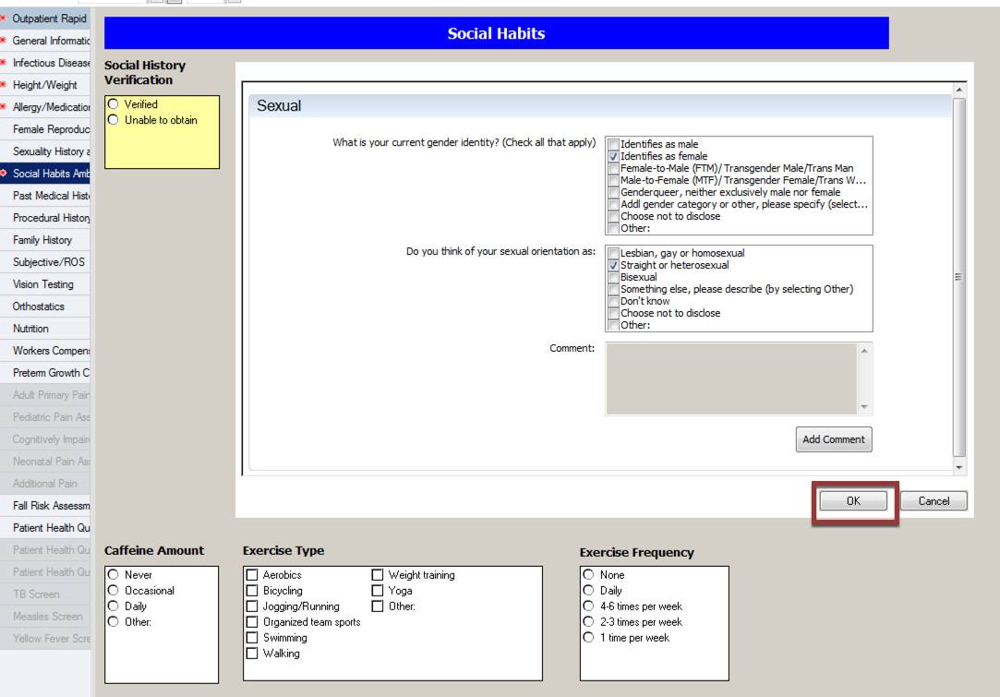 Outpatient Rapid
General Informatio
Infectious Disease
Height/Weight
Allergy/Medication
Female Reproduc
Sexuality History a
Social Habits Amb
Past Medical Histo
Procedural History
Family History
Subjective/ROS
Vision Testing
Orthostatics
Nutrition
Workers Compens
Preterm Growth C
Adult Primary Pain
Pediatric Pain Ass
Cognitively Impair
Neonatal Pain As
Additional Pain
Fall Risk Assessm
Patient Health Qu
Patient Health Qu
Patient Health Qu
TB Screen
Measles Screen
Yellow Fever Scre
Social Habits
Social History
Verification
Verified
Unable to obtain
Sexual
What is your current gender identity? (Check all that apply)
Identifies as male
Identifies as female
Female-to-Male (FTM)/ Transgender Male/Trans Man
Male-to-Female (MTF)/ Transgender Female/Trans W...
Genderqueer, neither exclusively male nor female
Addl gender category or other, please specify (select...
Choose not to disclose
Other:
Do you think of your sexual orientation as:
Lesbian, gay or homosexual
Straight or heterosexual
Bisexual
Something else, please describe (by selecting Other)
Don't know
Choose not to disclose
Other:
Comment:
Add Comment
OK
Cancel
Caffeine Amount
Never
Occasional
Daily
Other:
Exercise Type
Aerobics
Bicycling
Jogging/Running
Organized team sports
Swimming
Walking
Weight training
Yoga
Other:
Exercise Frequency
None
Daily
4-6 times per week
2-3 times per week
1 time per week